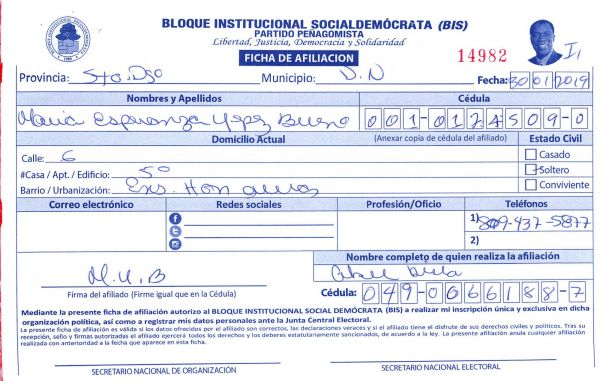 BLOQUE INSTITUCIONAL SOCIALDEMÓCRATA (BIS)
PARTIDO PEÑAGOMISTA
Libertad, Justicia, Democracia y Solidaridad
FICHA DE AFILIACION
14982
Provincia: Sto. Dgo Municipio: D.N Fecha: 30 01 2019
Nombres y Apellidos Cédula
Maria Esperanza Bueno 001-0174509-0
Domicilio Actual (Anexar copia de cédula del afiliado) Estado Civil
Calle: 6 Casado
#Casa / Apt. / Edificio: 5º Soltero
Barrio / Urbanización: Ens. Conviviente
Correo electrónico Redes sociales Profesión/Oficio Teléfonos
1) 809-437-5877
2)
Nombre completo de quien realiza la afiliación
M.
Firma del afiliado (Firme igual que en la Cédula) Cédula: 049-0066188-7
Mediante la presente ficha de afiliación autorizo al BLOQUE INSTITUCIONAL SOCIAL DEMÓCRATA (BIS) a realizar mi inscripción única y exclusiva en dicha
organización política, así como a registrar mis datos personales ante la Junta Central Electoral.
La presente ficha de afiliación es válida si los datos ofrecidos por el afiliado son correctos, las declaraciones veraces y si el afiliado tiene el disfrute de sus derechos civiles y políticos. Tras su
recepción, sello y firmas autorizadas el afiliado ejercerá todos los derechos y los deberes estatutariamente sancionados, de acuerdo a la ley. La presente afiliación anula cualquier afiliación
realizada con anterioridad a la fecha que aparece en esta ficha.
SECRETARIO NACIONAL DE ORGANIZACIÓN SECRETARIO NACIONAL ELECTORAL